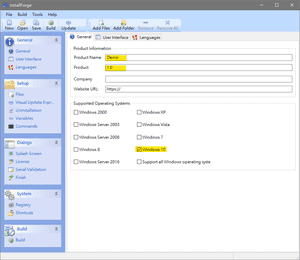 InstallForge
File Build Tools Help
New Open Save Build Update Add Files Add Folder Remove Remove All
General
General
User Interface
Languages
Setup
Files
Visual Update Expr...
Uninstallation
Variables
Commands
Dialogs
Splash Screen
License
Serial Validation
Finish
System
Registry
Shortcuts
Build
Build
General User Interface Languages
Product Information
Product Name: Demo
Product 1.0
Company:
Website URL: https://
Supported Operating Systems
Windows 2000 Windows XP
Windows Server 2003 Windows Vista
Windows Server 2008 Windows 7
Windows 8 Windows 10
Windows Server 2016 Support all Windows operating syste